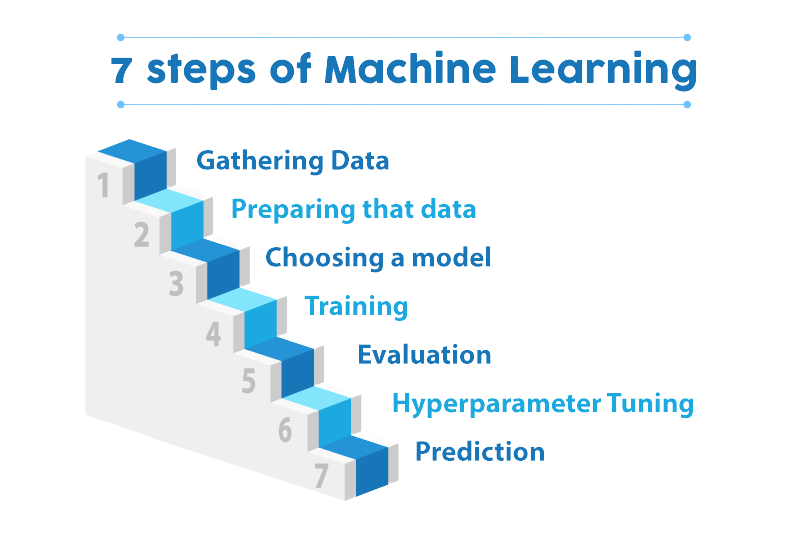 7 steps of Machine Learning
1
Gathering Data
2
Preparing that data
3
Choosing a model
4
Training
5
Evaluation
6
Hyperparameter Tuning
7
Prediction